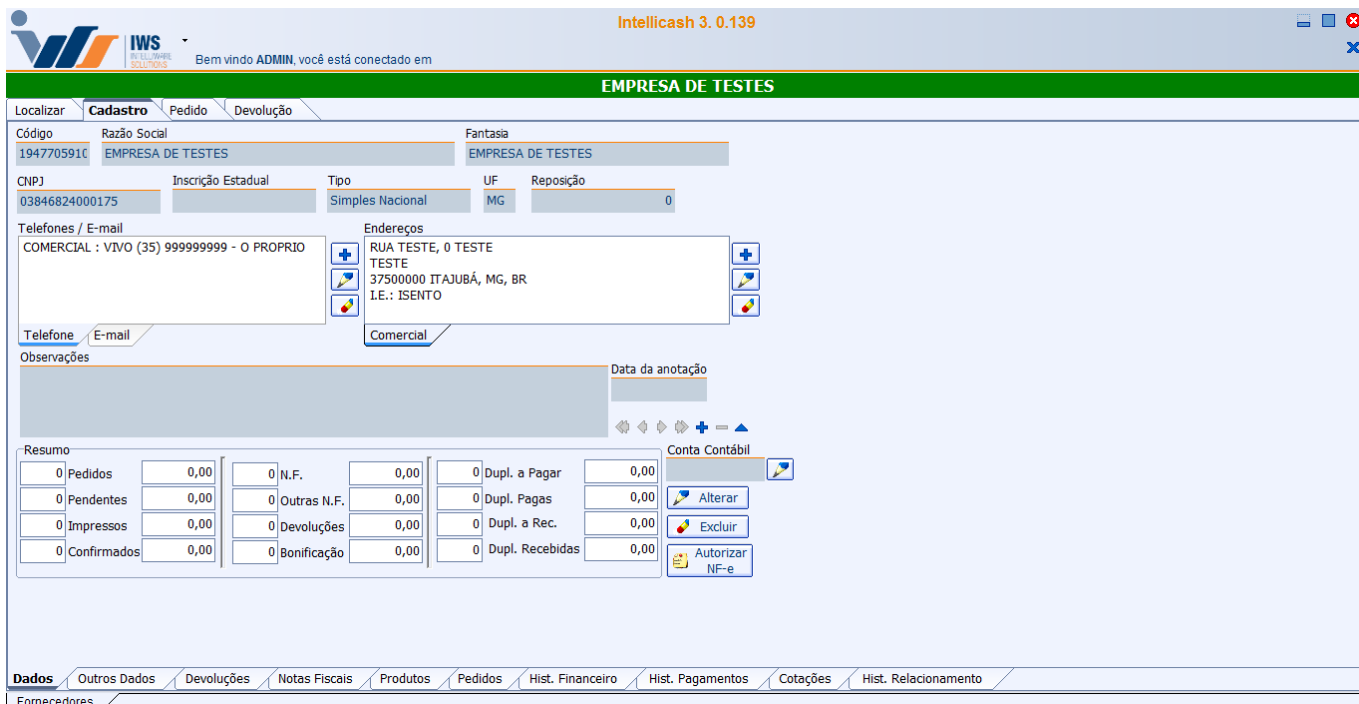 Intellicash 3. 0.139
IWS
INTELLIWARE
SOLUTIONS
Bem vindo ADMIN, você está conectado em
EMPRESA DE TESTES
Localizar Cadastro Pedido Devolução
Código Razão Social Fantasia
1947705910 EMPRESA DE TESTES EMPRESA DE TESTES
CNPJ Inscrição Estadual Tipo UF Reposição
03846824000175 Simples Nacional MG 0
Telefones / E-mail Endereços
COMERCIAL : VIVO (35) 999999999 - O PROPRIO RUA TESTE, 0 TESTE
TESTE
37500000 ITAJUBÁ, MG, BR
I.E.: ISENTO
Telefone E-mail Comercial
Observações
Data da anotação
Resumo Conta Contábil
0 Pedidos 0,00 0 N.F. 0,00 0 Dupl. a Pagar 0,00
0 Pendentes 0,00 0 Outras N.F. 0,00 0 Dupl. Pagas 0,00 Alterar
0 Impressos 0,00 0 Devoluções 0,00 0 Dupl. a Rec. 0,00 Excluir
0 Confirmados 0,00 0 Bonificação 0,00 0 Dupl. Recebidas 0,00 Autorizar
NF-e
Dados Outros Dados Devoluções Notas Fiscais Produtos Pedidos Hist. Financeiro Hist. Pagamentos Cotações Hist. Relacionamento
Fornecedores